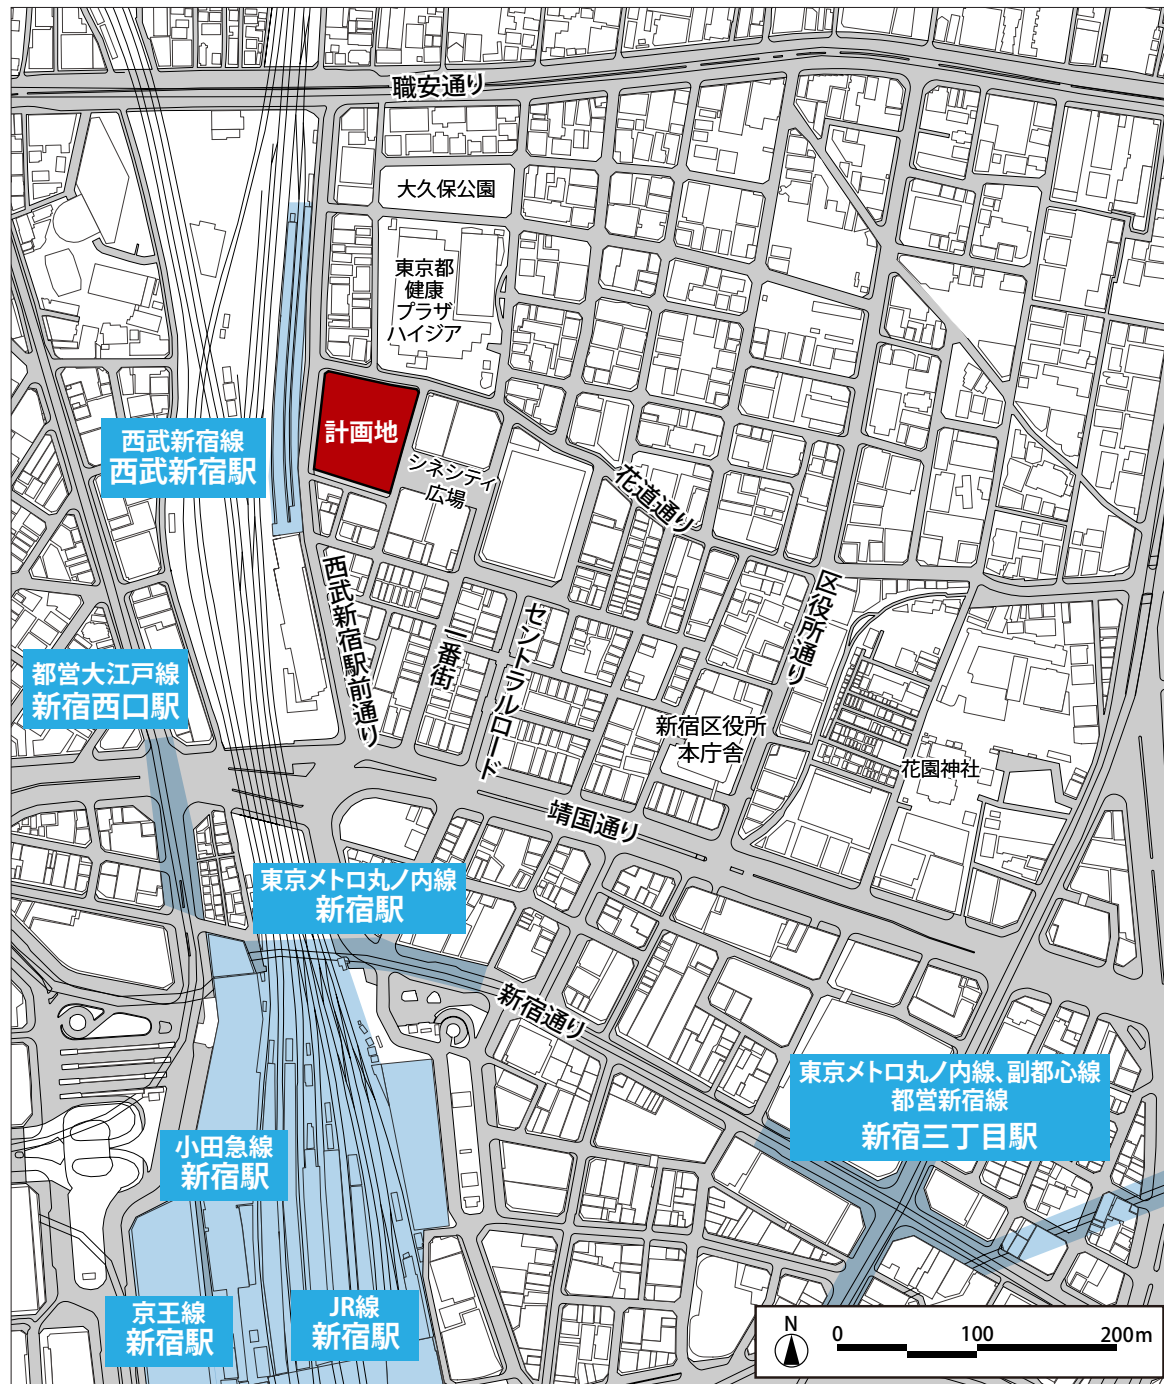 職安通り
大久保公園
東京都
健康
プラザ
ハイジア
計画地
西武新宿線
西武新宿駅
シネシティ
広場
花道通り
西武新宿駅前通り
一番街
セントラルロード
区役所通り
都営大江戸線
新宿西口駅
新宿区役所
本庁舎
花園神社
靖国通り
東京メトロ丸ノ内線
新宿駅
新宿通り
東京メトロ丸ノ内線、副都心線
都営新宿線
新宿三丁目駅
小田急線
新宿駅
京王線
新宿駅
JR線
新宿駅
N
0 100 200m